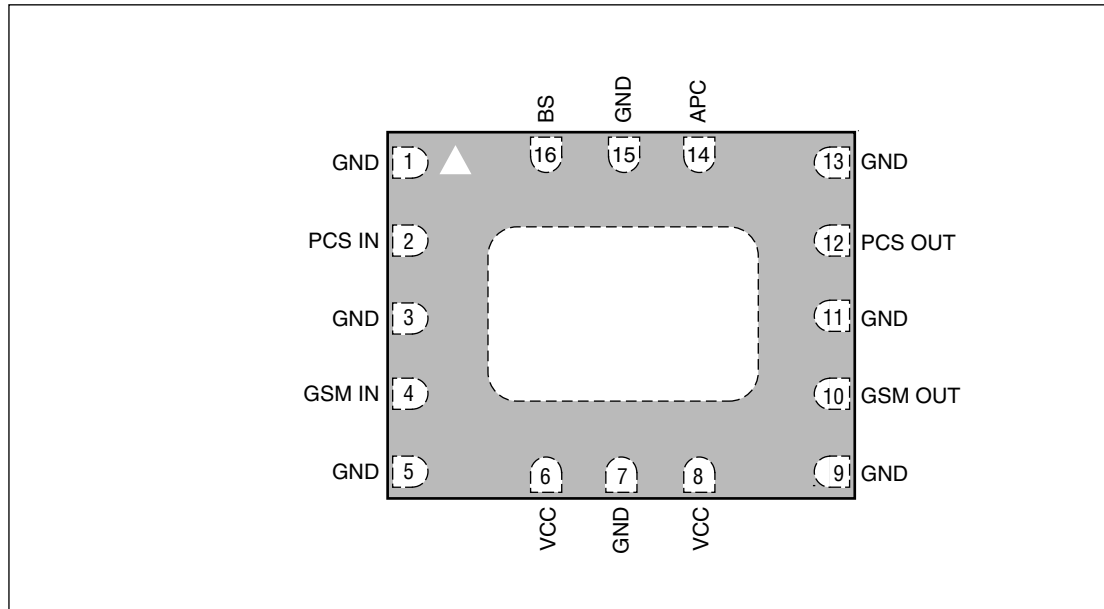 BS GND APC
16 15 14
GND 1 13 GND
PCS IN 2 12 PCS OUT
GND 3 11 GND
GSM IN 4 10 GSM OUT
GND 5 9 GND
6 7 8
VCC GND VCC